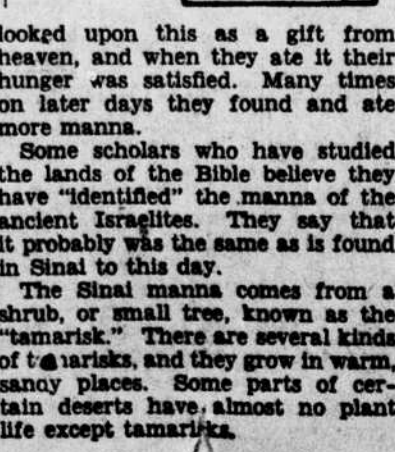 looked upon this as a gift from
heaven, and when they ate it their
hunger was satisfied. Many times
on later days they found and ate
more manna.
Some scholars who have studied
the lands of the Bible believe they
have "identified" the manna of the
ancient Israelites. They say that
it probably was the same as is found
in Sinai to this day.
The Sinai manna comes from a
shrub, or small tree, known as the
"tamarisk." There are several kinds
of tamarisks, and they grow in warm,
sandy places. Some parts of cer-
tain deserts have almost no plant
life except tamarisks.